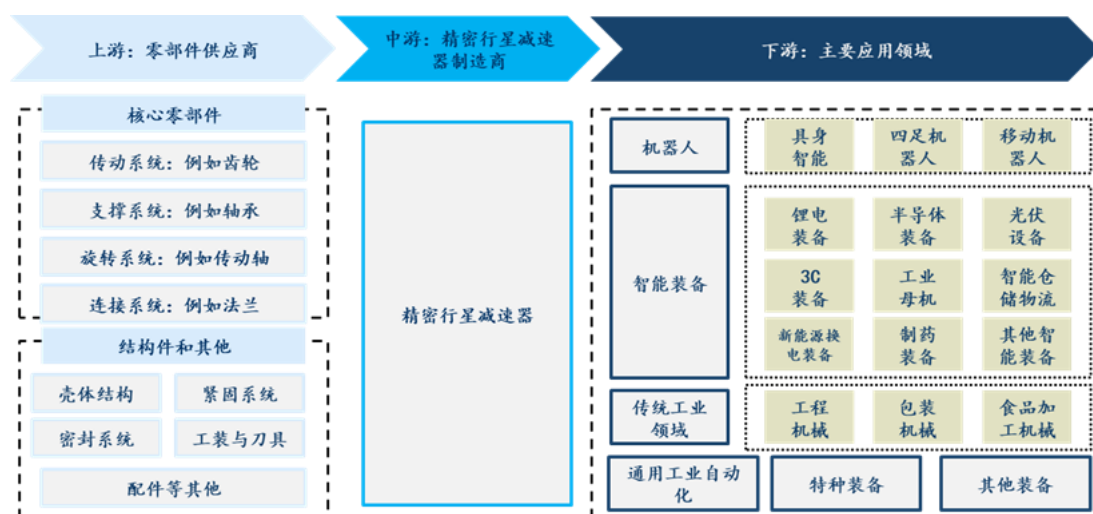 上游：零部件供应商
中游：精密行星减速
器制造商
下游：主要应用领域
核心零部件
传动系统：例如齿轮
支撑系统：例如轴承
旋转系统：例如传动轴
连接系统：例如法兰
结构件和其他
壳体结构
紧固系统
密封系统
工装与刀具
配件等其他
精密行星减速器
机器人
具身
智能
四足机
器人
移动机
器人
智能装备
锂电
装备
半导体
装备
光伏
设备
3C
装备
工业
母机
智能仓
储物流
新能源换
电装备
制药
装备
其他智
能装备
传统工业
领域
工程
机械
包装
机械
食品加
工机械
通用工业自动
化
特种装备
其他装备